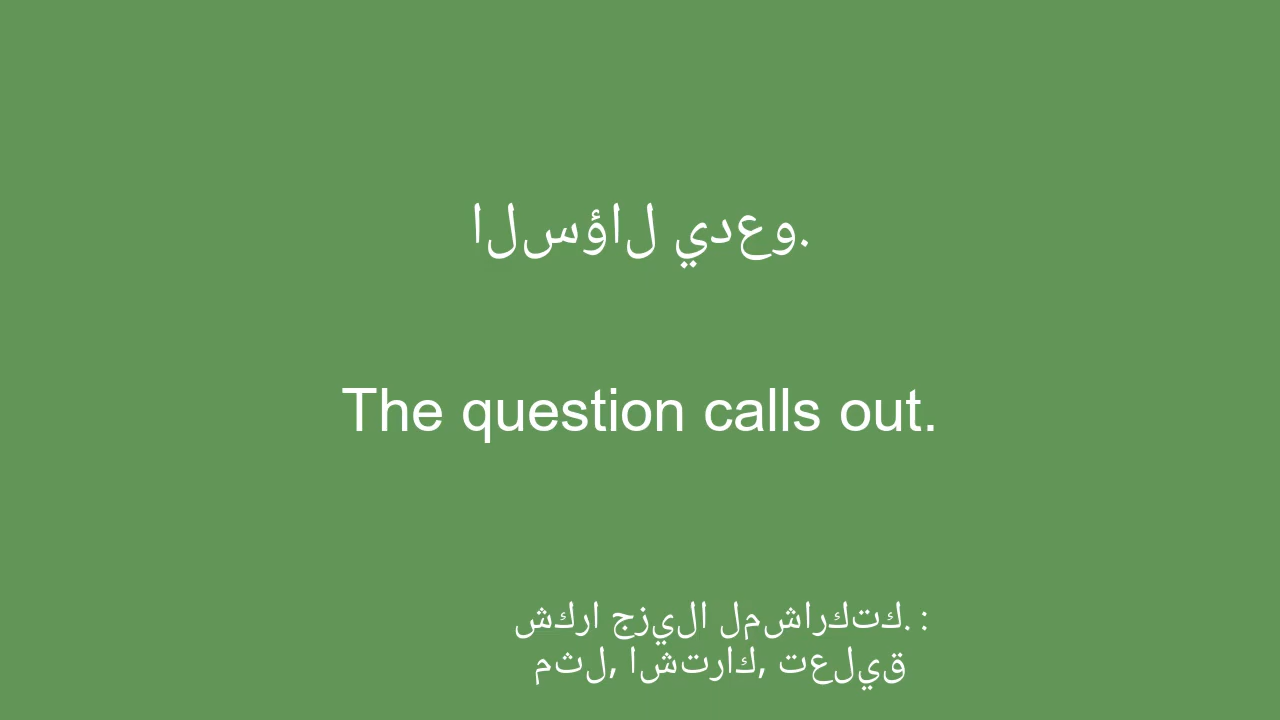 السؤال يدعو.
The question calls out.
شكرا جزيلا لمشاركتك. :
مثل, اشتراك, تعليق